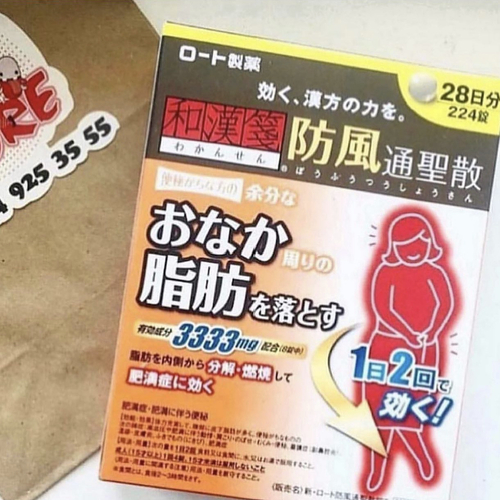 ロート製薬
効く、漢方の力を。
28日分
224錠
和漢箋
わかんせん
防風通聖散
のぼうふうつうしょうさん
便秘がちな方の
余分な
おなか周りの
脂肪を落とす
有効成分 3333mg 配合(8錠中)
脂肪を内側から分解・燃焼して
肥満症に効く
1日2回で
効く!
肥満症・肥満に伴う便秘
925 35 55